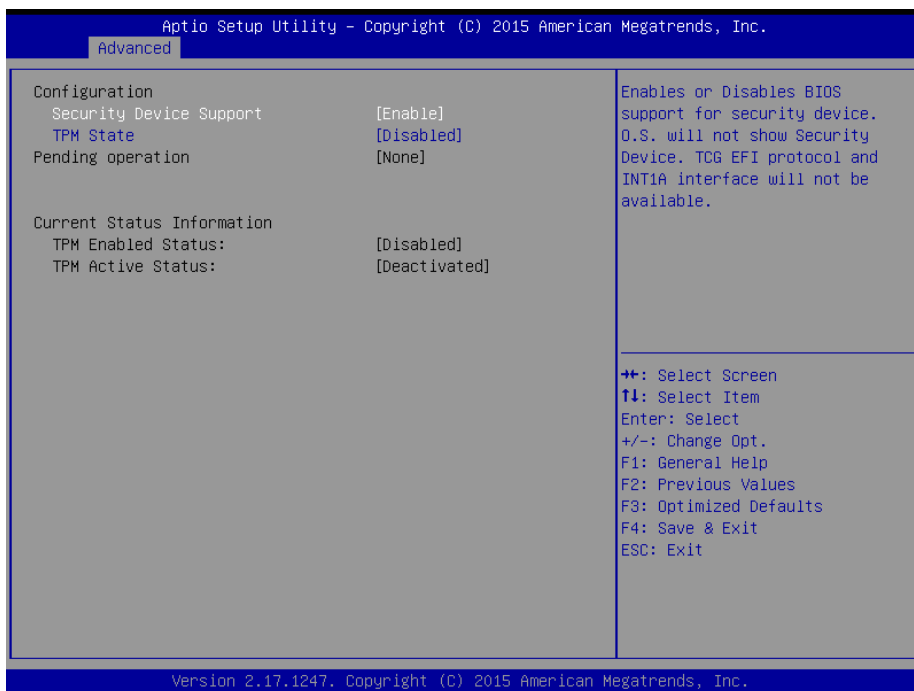 Aptio Setup Utility – Copyright (C) 2015 American Megatrends, Inc.
Advanced
Configuration
Security Device Support [Enable]
TPM State [Disabled]
Pending operation [None]
Current Status Information
TPM Enabled Status: [Disabled]
TPM Active Status: [Deactivated]
Enables or Disables BIOS
support for security device.
O.S. will not show Security
Device. TCG EFI protocol and
INT1A interface will not be
available.
→←: Select Screen
↑↓: Select Item
Enter: Select
+/-: Change Opt.
F1: General Help
F2: Previous Values
F3: Optimized Defaults
F4: Save & Exit
ESC: Exit
Version 2.17.1247. Copyright (C) 2015 American Megatrends, Inc.